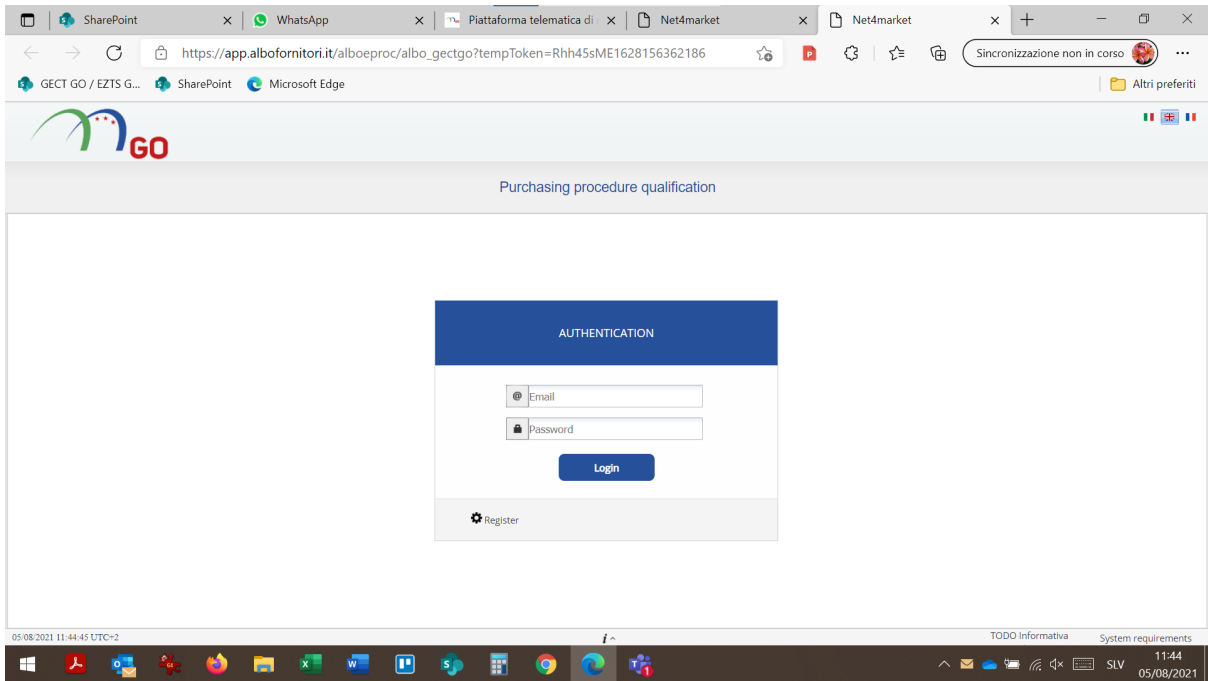 SharePoint
WhatsApp
Piattaforma telematica di
Net4market
Net4market
https://app.albofornitori.it/alboeproc/albo_gectgo?tempToken=Rhh45sME1628156362186
Sincronizzazione non in corso
GECT GO / EZTS G...
SharePoint
Microsoft Edge
Altri preferiti
GO
Purchasing procedure qualification
AUTHENTICATION
@ Email
Password
Login
Register
05/08/2021 11:44:45 UTC+2
i
TODO Informativa
System requirements
SLV
11:44
05/08/2021